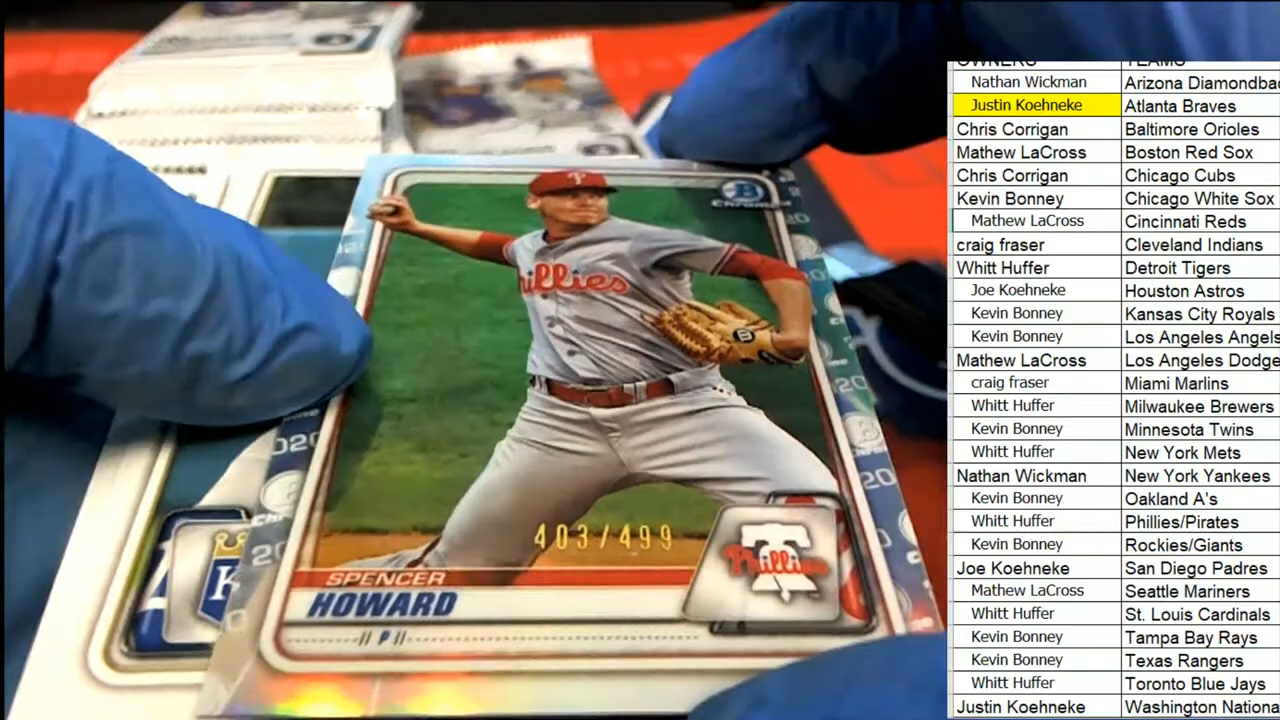 B
Chrome
P
Phillies
403/499
Phillies
SPENCER
HOWARD
P
OWNERS TEAMS
Nathan Wickman Arizona Diamondba
Justin Koehneke Atlanta Braves
Chris Corrigan Baltimore Orioles
Mathew LaCross Boston Red Sox
Chris Corrigan Chicago Cubs
Kevin Bonney Chicago White Sox
Mathew LaCross Cincinnati Reds
craig fraser Cleveland Indians
Whitt Huffer Detroit Tigers
Joe Koehneke Houston Astros
Kevin Bonney Kansas City Royals
Kevin Bonney Los Angeles Angels
Mathew LaCross Los Angeles Dodge
craig fraser Miami Marlins
Whitt Huffer Milwaukee Brewers
Kevin Bonney Minnesota Twins
Whitt Huffer New York Mets
Nathan Wickman New York Yankees
Kevin Bonney Oakland A's
Whitt Huffer Phillies/Pirates
Kevin Bonney Rockies/Giants
Joe Koehneke San Diego Padres
Mathew LaCross Seattle Mariners
Whitt Huffer St. Louis Cardinals
Kevin Bonney Tampa Bay Rays
Kevin Bonney Texas Rangers
Whitt Huffer Toronto Blue Jays
Justin Koehneke Washington Nationa